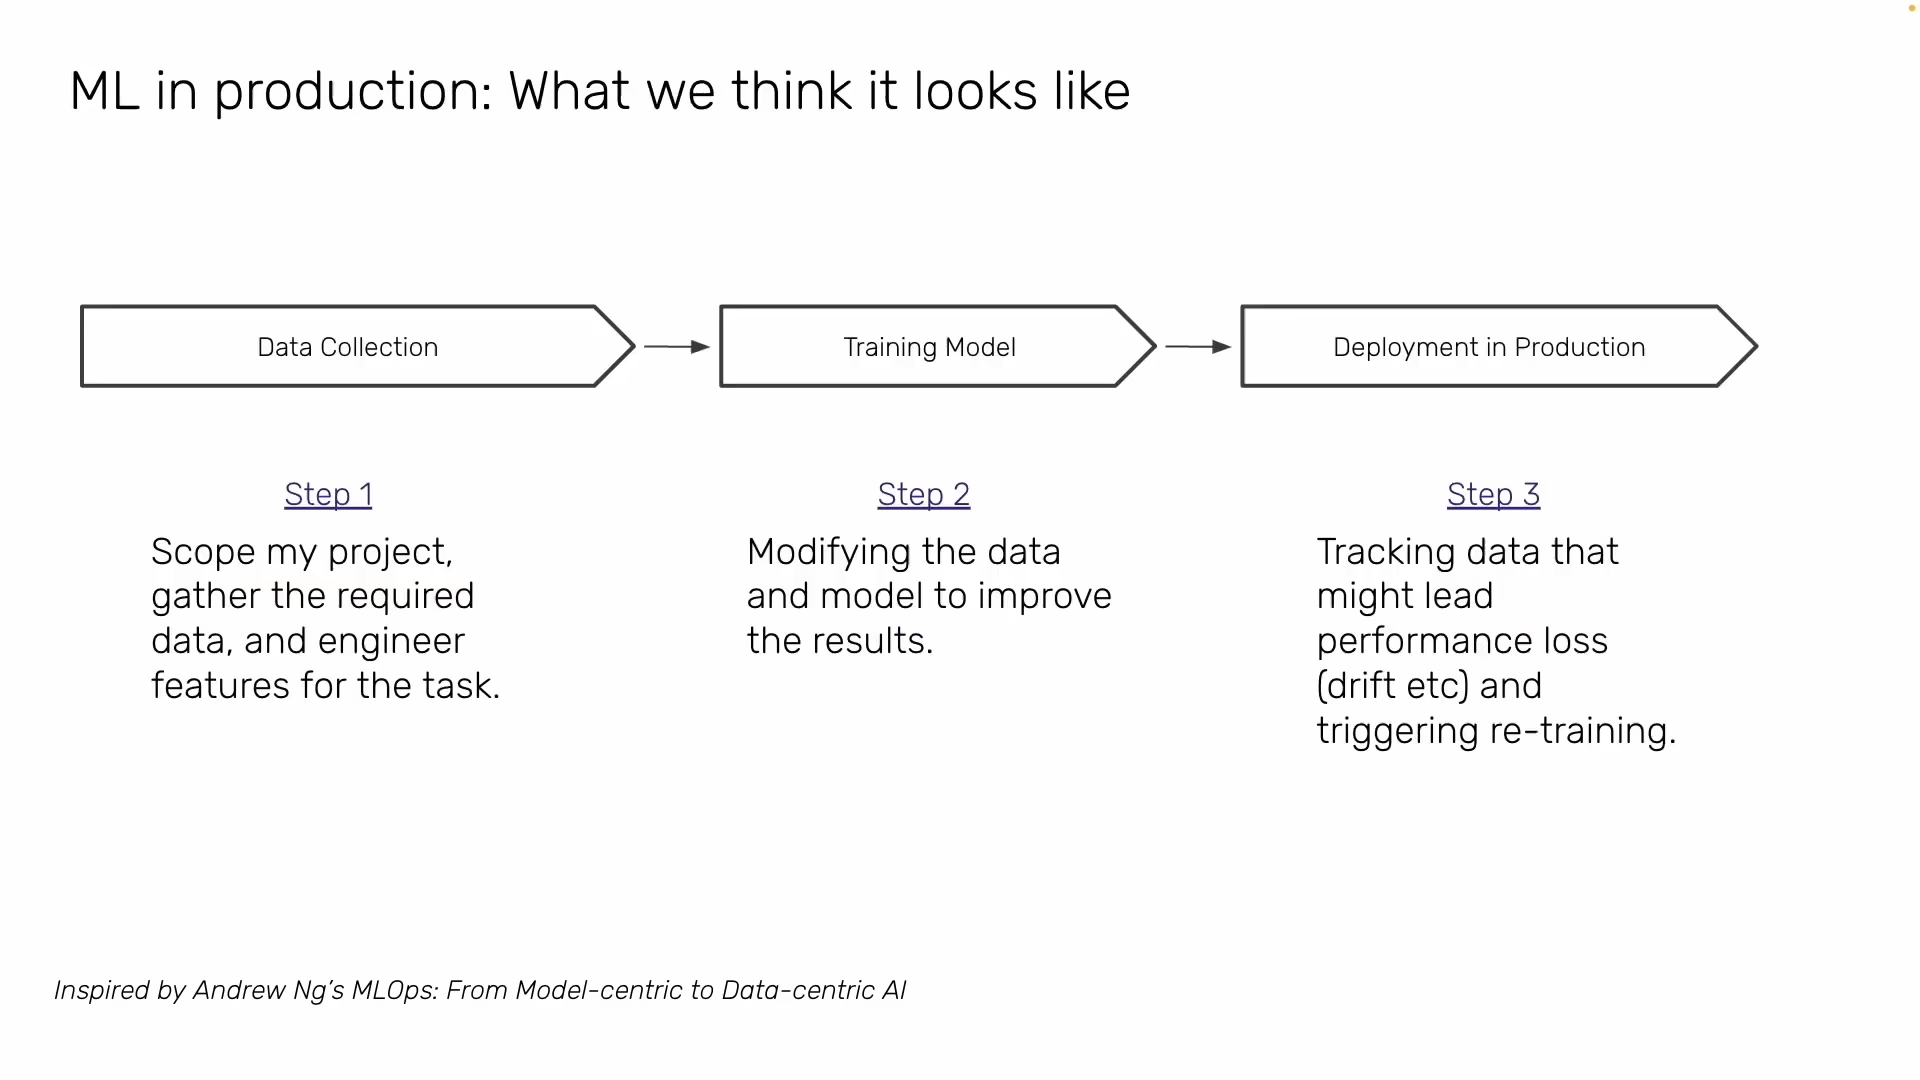 ML in production: What we think it looks like
Data Collection
Training Model
Deployment in Production
Step 1
Scope my project,
gather the required
data, and engineer
features for the task.
Step 2
Modifying the data
and model to improve
the results.
Step 3
Tracking data that
might lead
performance loss
(drift etc) and
triggering re-training.
Inspired by Andrew Ng’s MLOps: From Model-centric to Data-centric AI